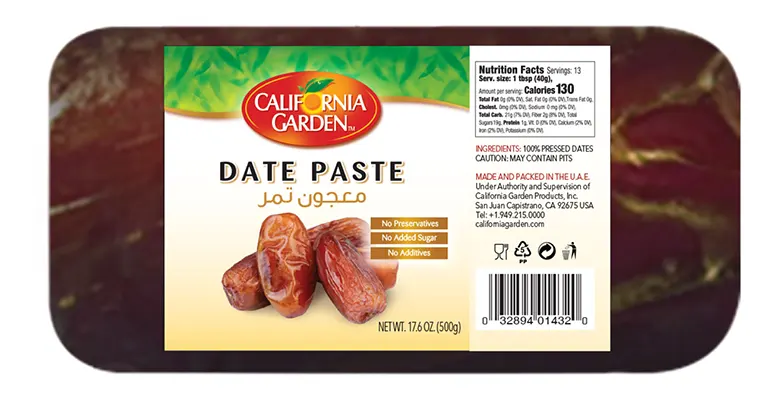 CALIFORNIA
GARDEN™
DATE PASTE
معجون تمر
No Preservatives
No Added Sugar
No Additives
NET WT. 17.6 OZ. (500g)
Nutrition Facts Servings: 13
Serv. size: 1 tbsp (40g),
Amount per serving: Calories 130
Total Fat 0g (0% DV), Sat. Fat 0g (0% DV), Trans Fat 0g,
Cholest. 0mg (0% DV), Sodium 0 mg (0% DV),
Total Carb. 21g (7% DV), Fiber 2g (8% DV), Total
Sugars 19g, Protein 1g, Vit. D (0% DV), Calcium (2% DV),
Iron (2% DV), Potassium (0% DV).
INGREDIENTS: 100% PRESSED DATES
CAUTION: MAY CONTAIN PITS
MADE AND PACKED IN THE U.A.E.
Under Authority and Supervision of
California Garden Products, Inc.
San Juan Capistrano, CA 92675 USA
Tel: +1.949.215.0000
californiagarden.com
5
PP
0 32894 01432 0